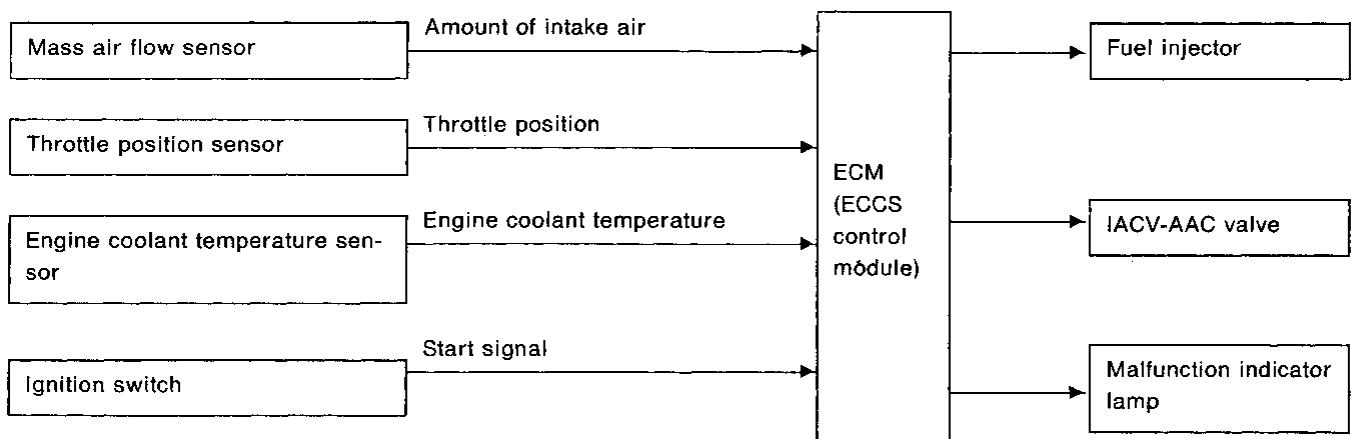 Mass air flow sensor
Amount of intake air
Fuel injector
Throttle position sensor
Throttle position
ECM
(ECCS
control
módule)
Engine coolant temperature sen-
sor
Engine coolant temperature
IACV-AAC valve
Ignition switch
Start signal
Malfunction indicator
lamp